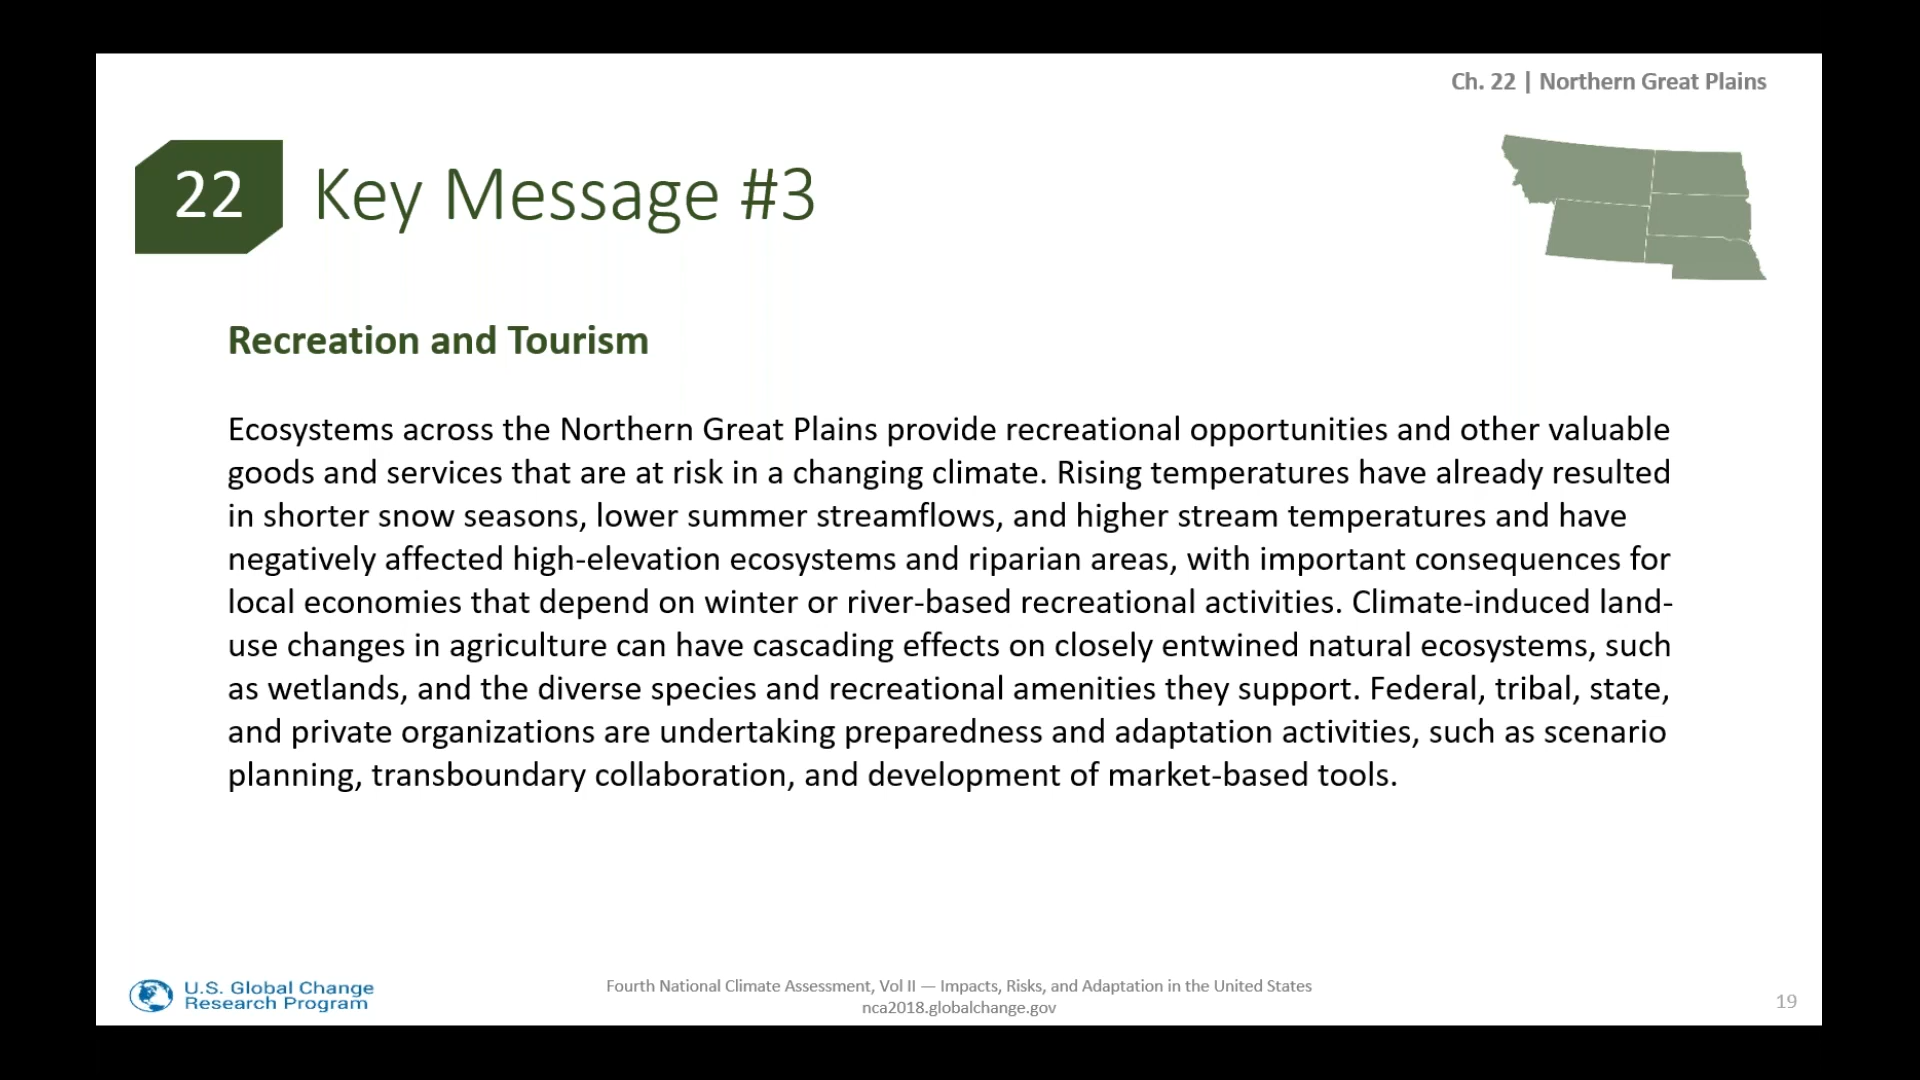 Ch. 22 | Northern Great Plains
22
Key Message #3
Recreation and Tourism
Ecosystems across the Northern Great Plains provide recreational opportunities and other valuable
goods and services that are at risk in a changing climate. Rising temperatures have already resulted
in shorter snow seasons, lower summer streamflows, and higher stream temperatures and have
negatively affected high-elevation ecosystems and riparian areas, with important consequences for
local economies that depend on winter or river-based recreational activities. Climate-induced land-
use changes in agriculture can have cascading effects on closely entwined natural ecosystems, such
as wetlands, and the diverse species and recreational amenities they support. Federal, tribal, state,
and private organizations are undertaking preparedness and adaptation activities, such as scenario
planning, transboundary collaboration, and development of market-based tools.
U.S. Global Change
Research Program
Fourth National Climate Assessment, Vol II — Impacts, Risks, and Adaptation in the United States
nca2018.globalchange.gov
19